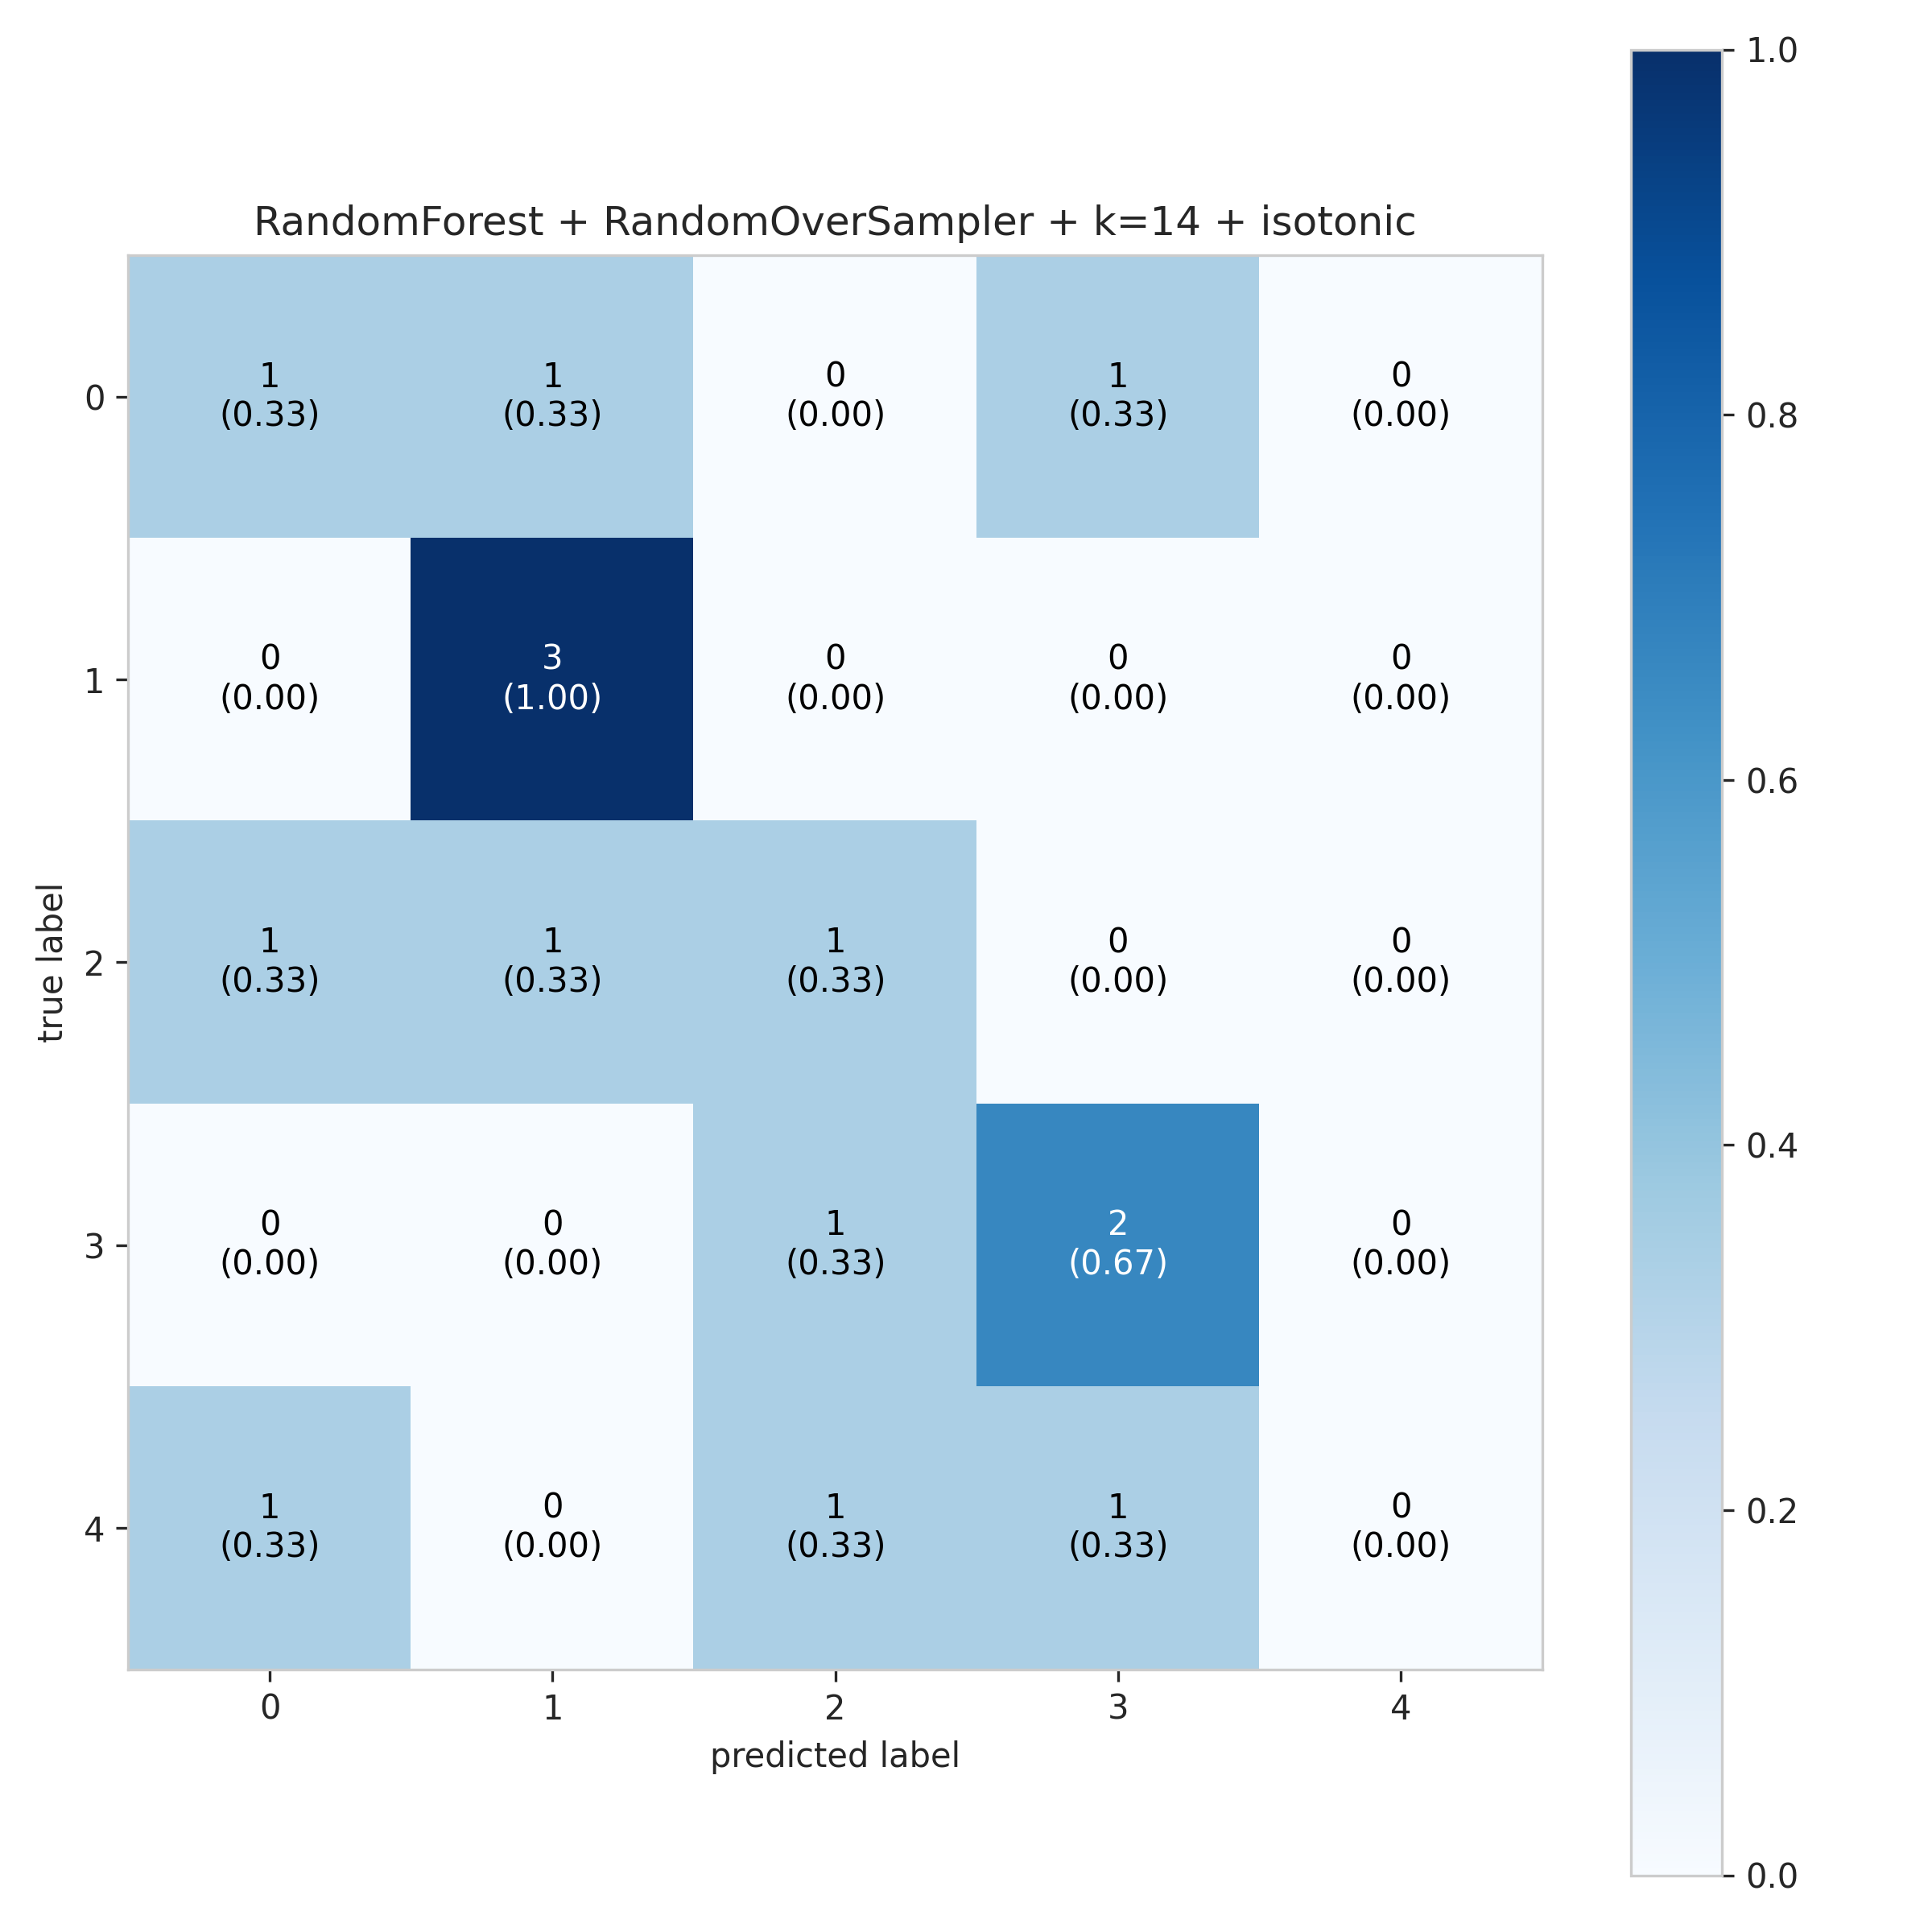 RandomForest + RandomOverSampler + k=14 + isotonic
1.0
0.8
0.6
0.4
0.2
0.0
true label
0
1
2
3
4
1 1 0 1 0
(0.33) (0.33) (0.00) (0.33) (0.00)
0 3 0 0 0
(0.00) (1.00) (0.00) (0.00) (0.00)
1 1 1 0 0
(0.33) (0.33) (0.33) (0.00) (0.00)
0 0 1 2 0
(0.00) (0.00) (0.33) (0.67) (0.00)
1 0 1 1 0
(0.33) (0.00) (0.33) (0.33) (0.00)
0 1 2 3 4
predicted label